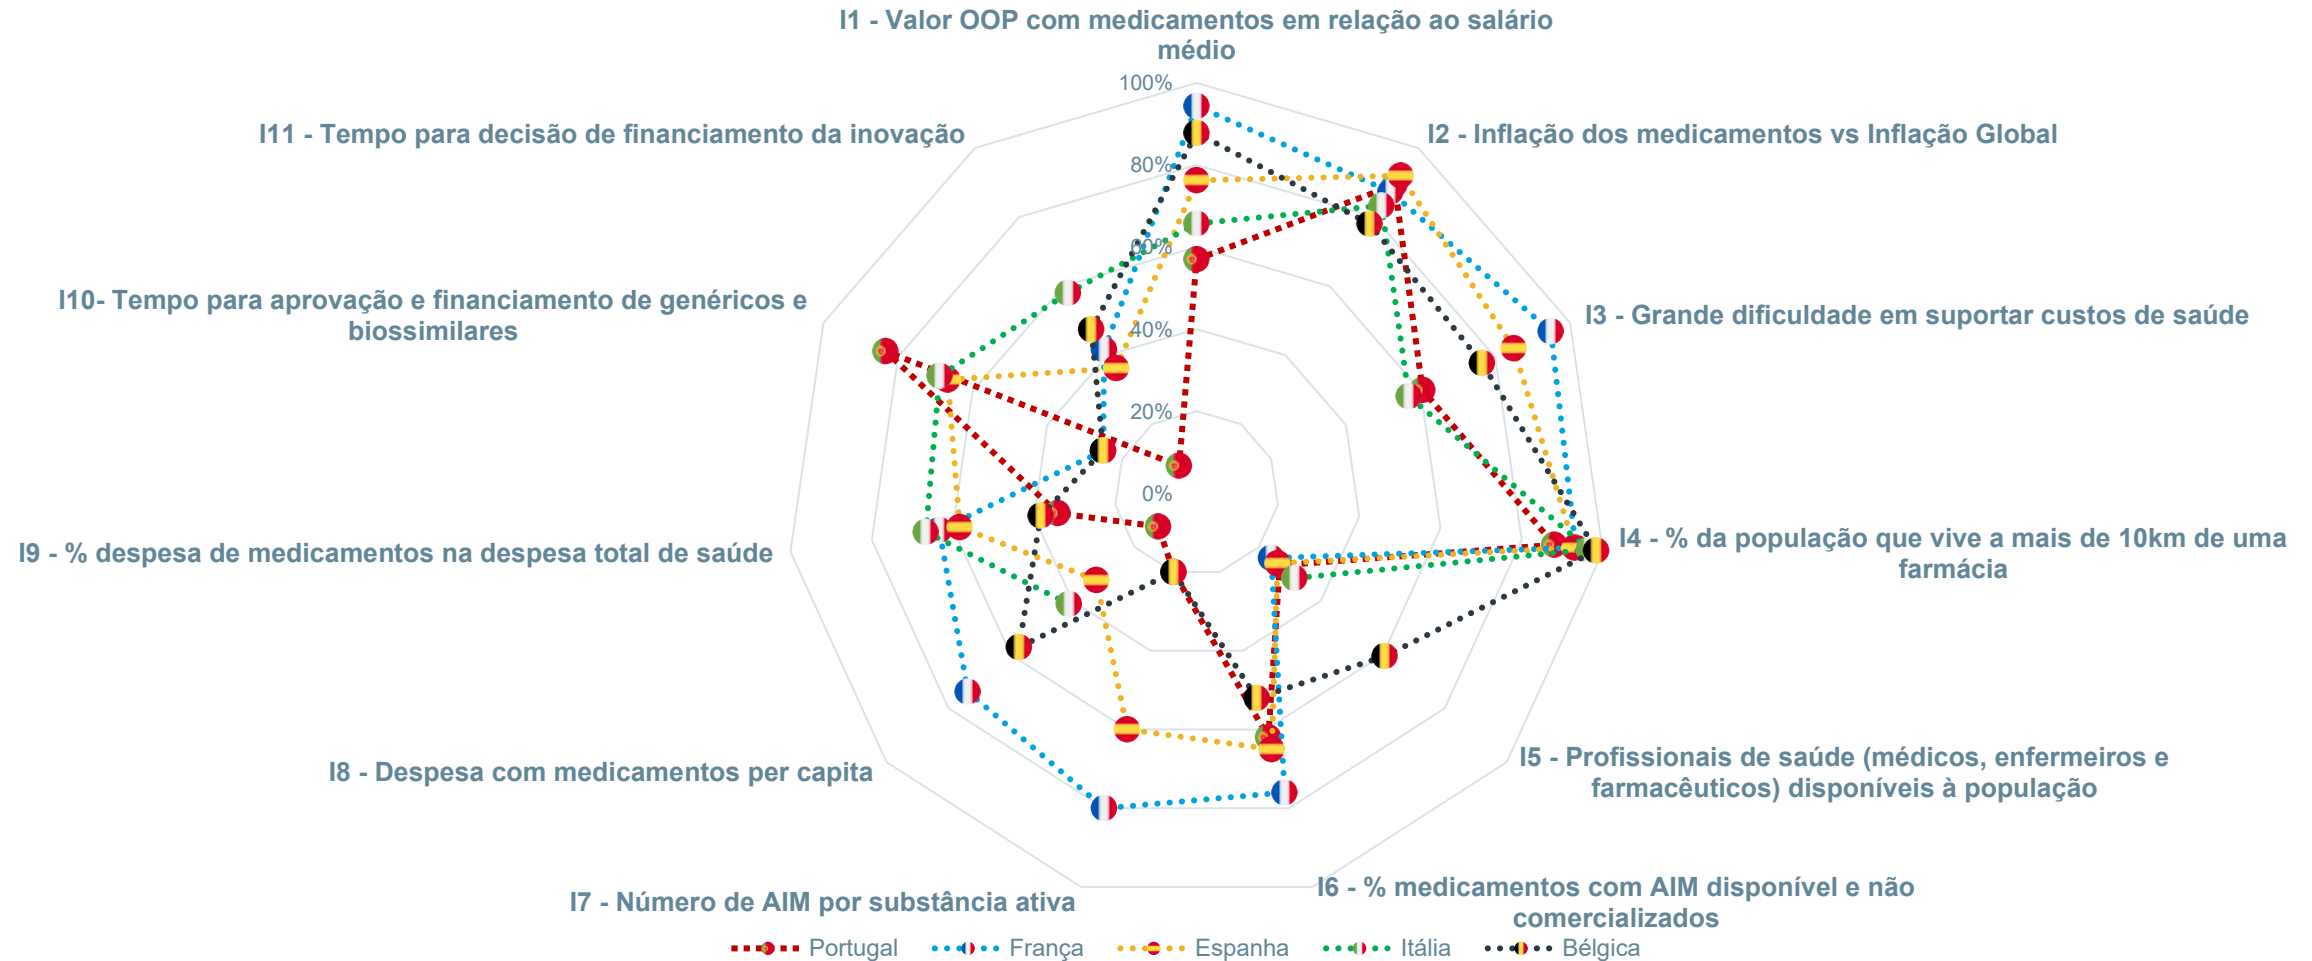 I1 - Valor OOP com medicamentos em relação ao salário
médio
100%
I11 - Tempo para decisão de financiamento da inovação
I2 - Inflação dos medicamentos vs Inflação Global
80%
I10- Tempo para aprovação e financiamento de genéricos e
biossimilares
I3 - Grande dificuldade em suportar custos de saúde
60%
40%
20%
0%
I9 - % despesa de medicamentos na despesa total de saúde
I4 - % da população que vive a mais de 10km de uma
farmácia
I8 - Despesa com medicamentos per capita
I5 - Profissionais de saúde (médicos, enfermeiros e
farmacêuticos) disponíveis à população
I7 - Número de AIM por substância ativa
I6 - % medicamentos com AIM disponível e não
comercializados
Portugal França Espanha Itália Bélgica